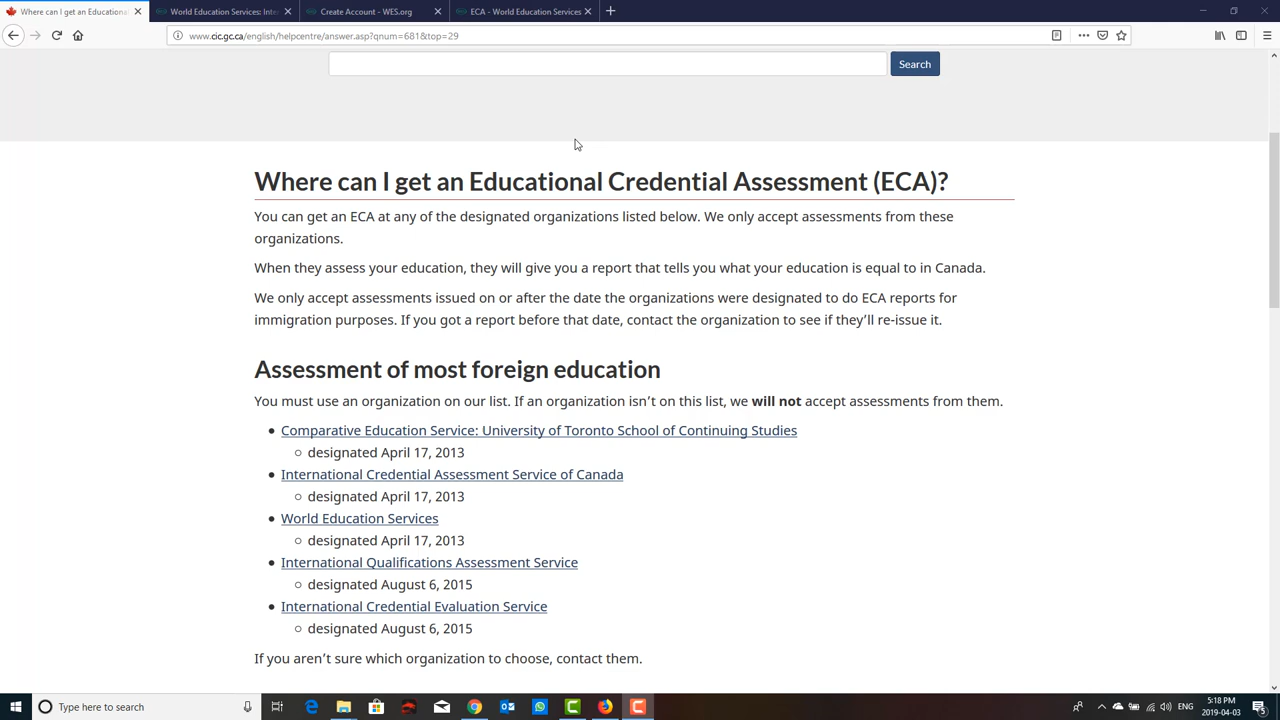 Where can I get an Educational
World Education Services: Inte
Create Account - WES.org
ECA - World Education Services
www.cic.gc.ca/english/helpcentre/answer.asp?qnum=681&top=29
Search
Where can I get an Educational Credential Assessment (ECA)?
You can get an ECA at any of the designated organizations listed below. We only accept assessments from these
organizations.
When they assess your education, they will give you a report that tells you what your education is equal to in Canada.
We only accept assessments issued on or after the date the organizations were designated to do ECA reports for
immigration purposes. If you got a report before that date, contact the organization to see if they’ll re-issue it.
Assessment of most foreign education
You must use an organization on our list. If an organization isn’t on this list, we will not accept assessments from them.
Comparative Education Service: University of Toronto School of Continuing Studies
designated April 17, 2013
International Credential Assessment Service of Canada
designated April 17, 2013
World Education Services
designated April 17, 2013
International Qualifications Assessment Service
designated August 6, 2015
International Credential Evaluation Service
designated August 6, 2015
If you aren’t sure which organization to choose, contact them.
Type here to search
ENG
5:18 PM
2019-04-03
5